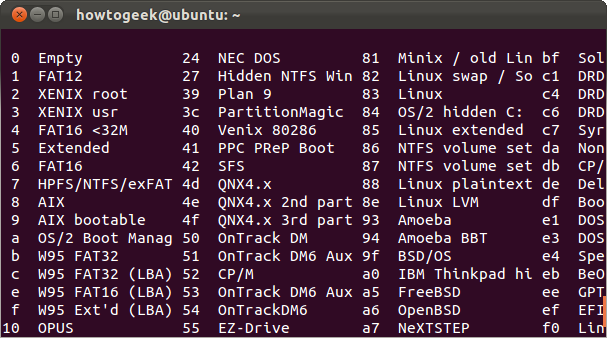 howtogeek@ubuntu: ~
0 Empty 24 NEC DOS 81 Minix / old Lin bf Sol
1 FAT12 27 Hidden NTFS Win 82 Linux swap / So c1 DRD
2 XENIX root 39 Plan 9 83 Linux c4 DRD
3 XENIX usr 3c PartitionMagic 84 OS/2 hidden C: c6 DRD
4 FAT16 <32M 40 Venix 80286 85 Linux extended c7 Syr
5 Extended 41 PPC PReP Boot 86 NTFS volume set da Non
6 FAT16 42 SFS 87 NTFS volume set db CP/
7 HPFS/NTFS/exFAT 4d QNX4.x 88 Linux plaintext de Del
8 AIX 4e QNX4.x 2nd part 8e Linux LVM df Boo
9 AIX bootable 4f QNX4.x 3rd part 93 Amoeba e1 DOS
a OS/2 Boot Manag 50 OnTrack DM 94 Amoeba BBT e3 DOS
b W95 FAT32 51 OnTrack DM6 Aux 9f BSD/OS e4 Spe
c W95 FAT32 (LBA) 52 CP/M a0 IBM Thinkpad hi eb BeO
e W95 FAT16 (LBA) 53 OnTrack DM6 Aux a5 FreeBSD ee GPT
f W95 Ext'd (LBA) 54 OnTrackDM6 a6 OpenBSD ef EFI
10 OPUS 55 EZ-Drive a7 NeXTSTEP f0 Lin